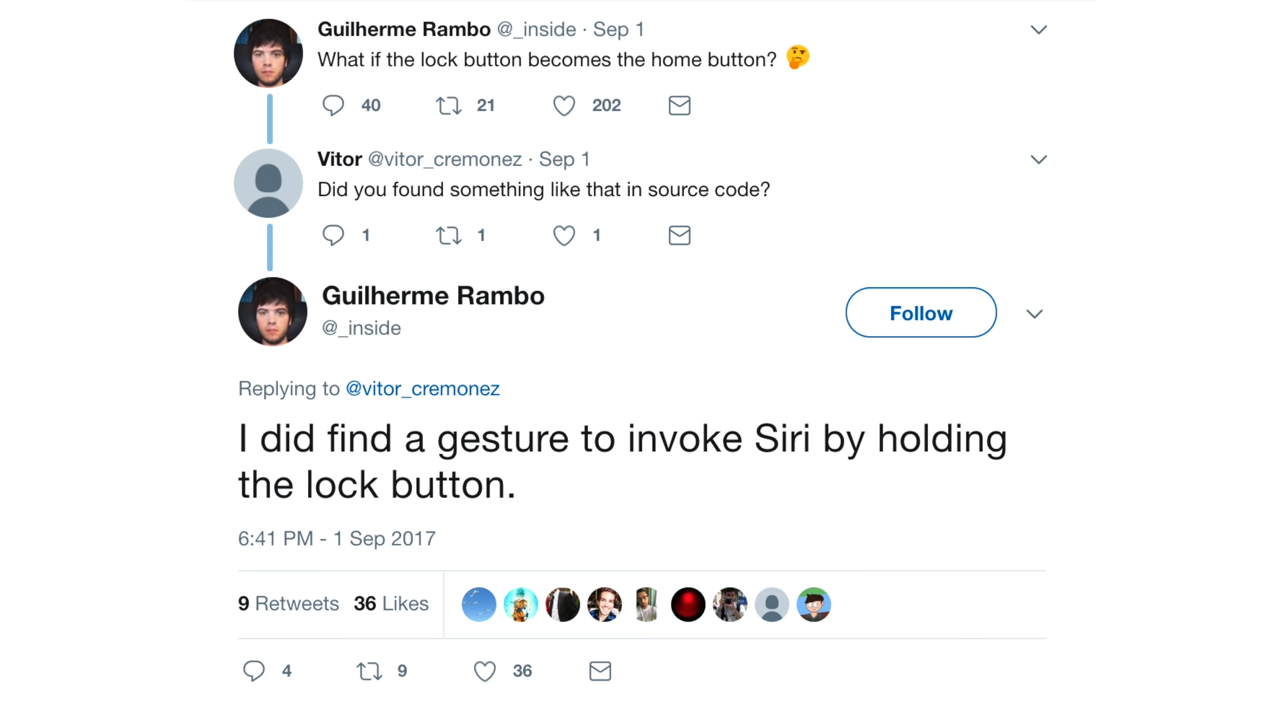 Guilherme Rambo @_inside · Sep 1
What if the lock button becomes the home button? 🤔
40 21 202
Vitor @vitor_cremonez · Sep 1
Did you found something like that in source code?
1 1 1
Guilherme Rambo
@_inside
Follow
Replying to @vitor_cremonez
I did find a gesture to invoke Siri by holding
the lock button.
6:41 PM - 1 Sep 2017
9 Retweets 36 Likes
4 9 36